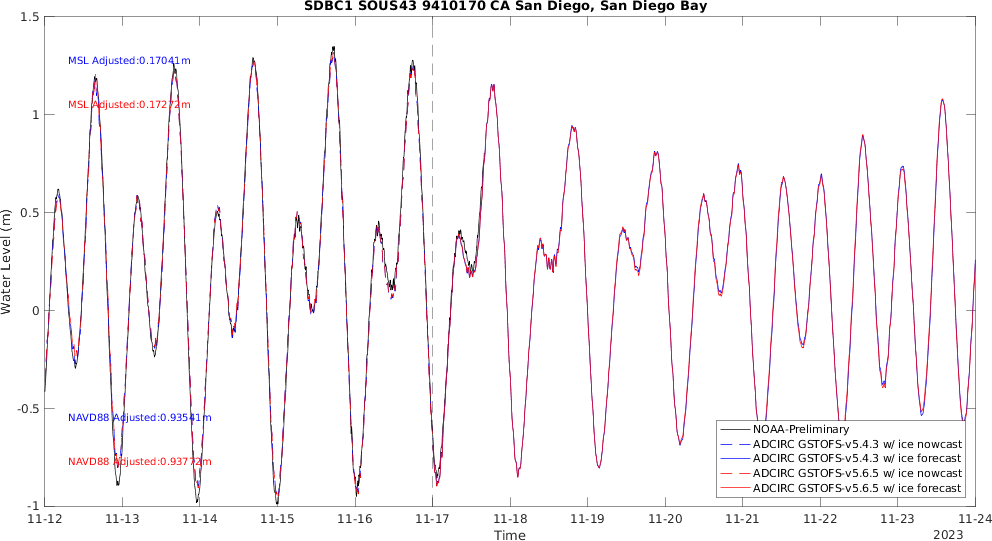 SDBC1 SOUS43 9410170 CA San Diego, San Diego Bay
1.5
MSL Adjusted:0.17041m
MSL Adjusted:0.17272m
1
0.5
Water Level (m)
0
-0.5
NAVD88 Adjusted:0.93541m
NAVD88 Adjusted:0.93772m
NOAA-Preliminary
ADCIRC GSTOFS-v5.4.3 w/ ice nowcast
ADCIRC GSTOFS-v5.4.3 w/ ice forecast
ADCIRC GSTOFS-v5.6.5 w/ ice nowcast
ADCIRC GSTOFS-v5.6.5 w/ ice forecast
-1
11-12 11-13 11-14 11-15 11-16 11-17 11-18 11-19 11-20 11-21 11-22 11-23 11-24
Time
2023